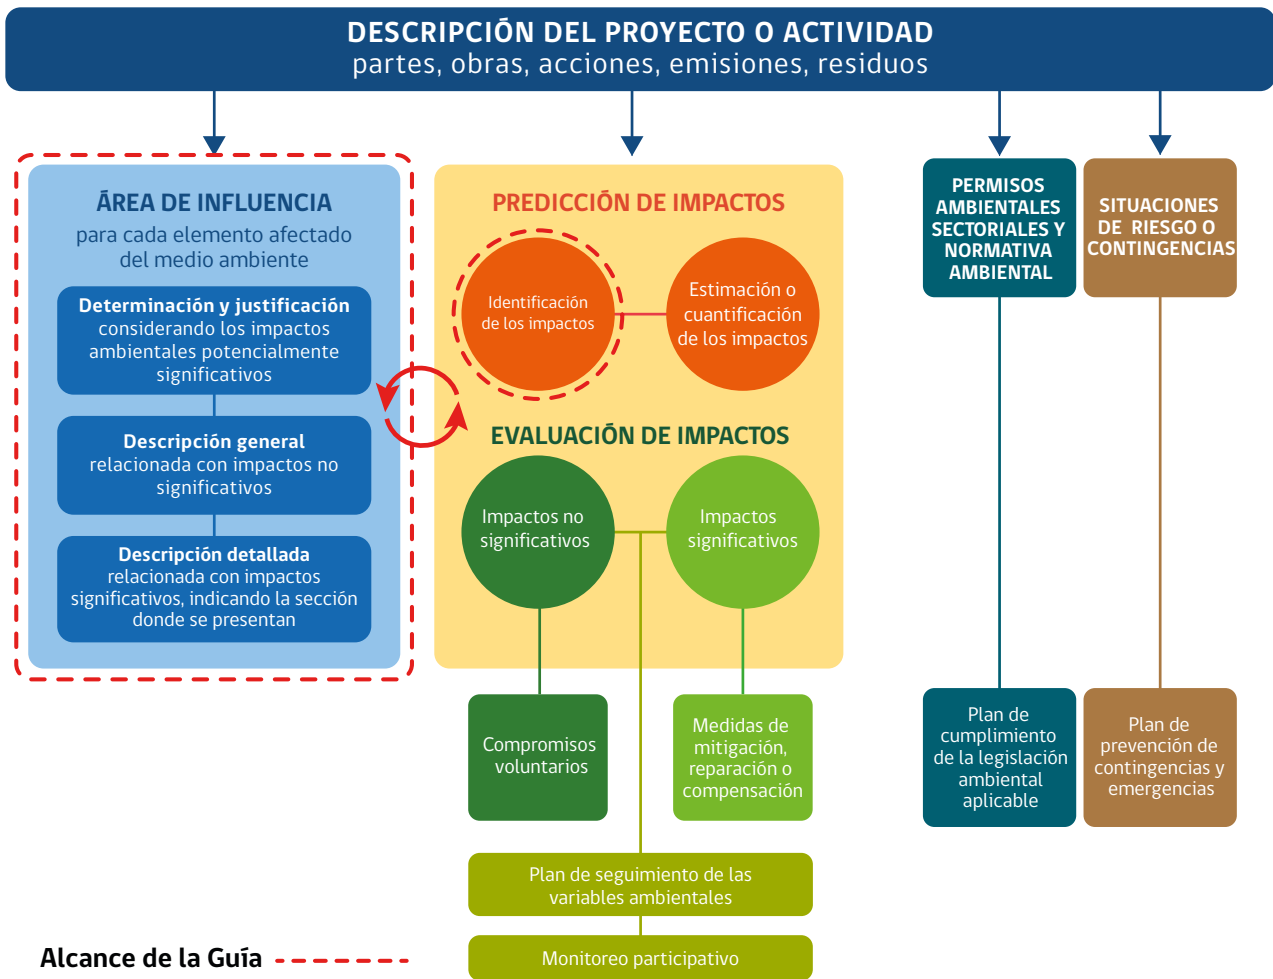 DESCRIPCIÓN DEL PROYECTO O ACTIVIDAD
partes, obras, acciones, emisiones, residuos
ÁREA DE INFLUENCIA
para cada elemento afectado
del medio ambiente
Determinación y justificación
considerando los impactos
ambientales potencialmente
significativos
Descripción general
relacionada con impactos no
significativos
Descripción detallada
relacionada con impactos
significativos, indicando la sección
donde se presentan
PREDICCIÓN DE IMPACTOS
Identificación
de los impactos
Estimación o
cuantificación
de los impactos
EVALUACIÓN DE IMPACTOS
Impactos no
significativos
Impactos
significativos
Compromisos
voluntarios
Medidas de
mitigación,
reparación o
compensación
Plan de seguimiento de las
variables ambientales
Monitoreo participativo
PERMISOS
AMBIENTALES
SECTORIALES Y
NORMATIVA
AMBIENTAL
Plan de
cumplimiento
de la legislación
ambiental
aplicable
SITUACIONES
DE RIESGO O
CONTINGENCIAS
Plan de
prevención de
contingencias y
emergencias
Alcance de la Guía